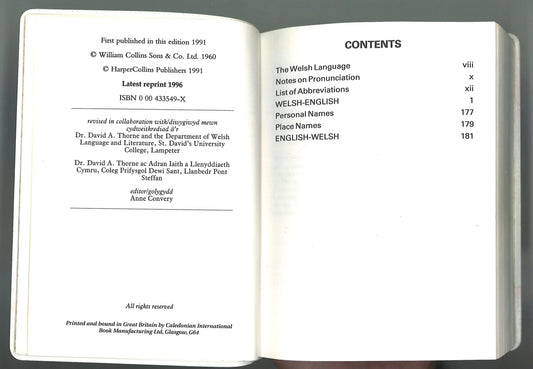 First published in this edition 1991
© William Collins Sons & Co. Ltd. 1960
© HarperCollins Publishers 1991
Latest reprint 1996
ISBN 0 00 433549-X
revised in collaboration with/diwygiwyd mewn
cydweithrediad â'r
Dr. David A. Thorne and the Department of Welsh
Language and Literature, St. David's University
College, Lampeter
Dr. David A. Thorne ac Adran Iaith a Llenyddiaeth
Cymru, Coleg Prifysgol Dewi Sant, Llanbedr Pont
Steffan
editor/golygydd
Anne Convery
All rights reserved
Printed and bound in Great Britain by Caledonian International
Book Manufacturing Ltd, Glasgow, G64
CONTENTS
The Welsh Language viii
Notes on Pronunciation x
List of Abbreviations xii
WELSH-ENGLISH 1
Personal Names 177
Place Names 179
ENGLISH-WELSH 181